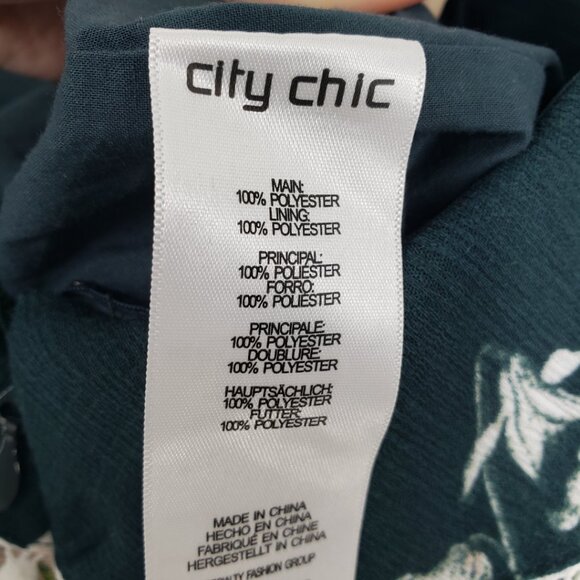 city chic
MAIN:
100% POLYESTER
LINING:
100% POLYESTER
PRINCIPAL:
100% POLIÉSTER
FORRO:
100% POLIÉSTER
PRINCIPALE:
100% POLYESTER
DOUBLURE:
100% POLYESTER
HAUPTSÄCHLICH:
100% POLYESTER
FUTTER:
100% POLYESTER
MADE IN CHINA
HECHO EN CHINA
FABRIQUÉ EN CHINE
HERGESTELLT IN CHINA
FASHION GROUP